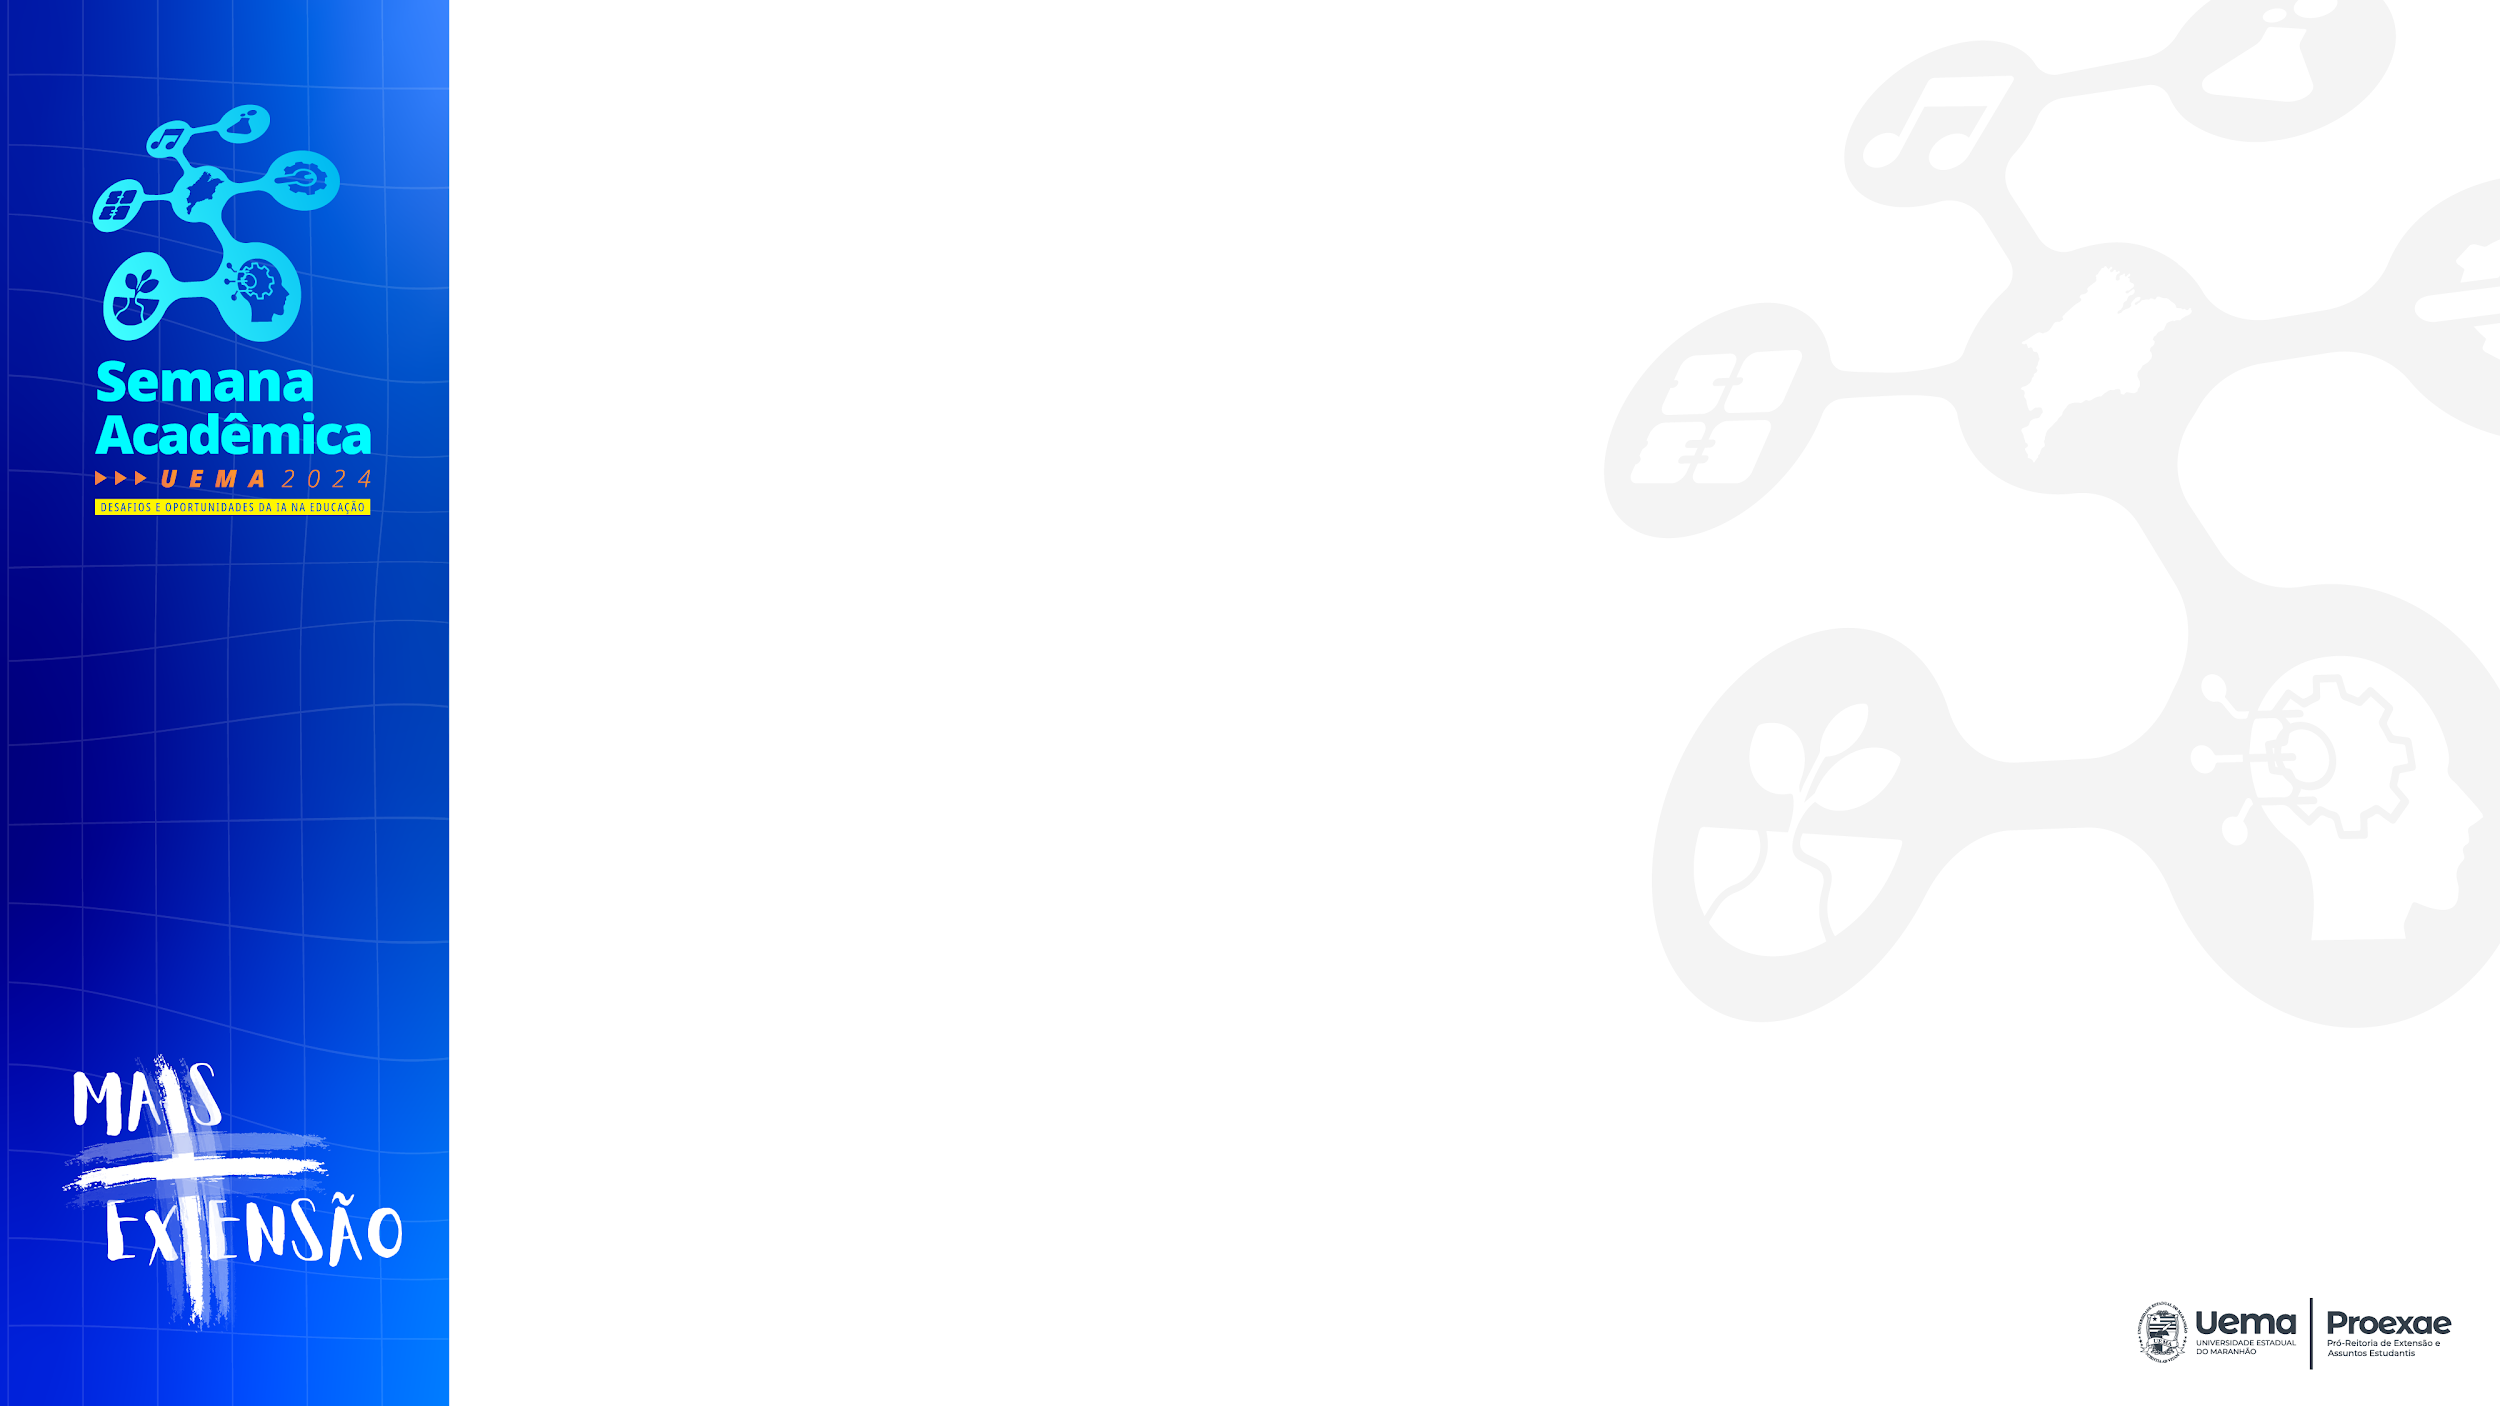 Semana
Acadêmica
UEMA 2024
DESAFIOS E OPORTUNIDADES DA IA NA EDUCAÇÃO
MAIS
EXTENSÃO
Uema
UNIVERSIDADE ESTADUAL
DO MARANHÃO
Proexae
Pró-Reitoria de Extensão e
Assuntos Estudantis